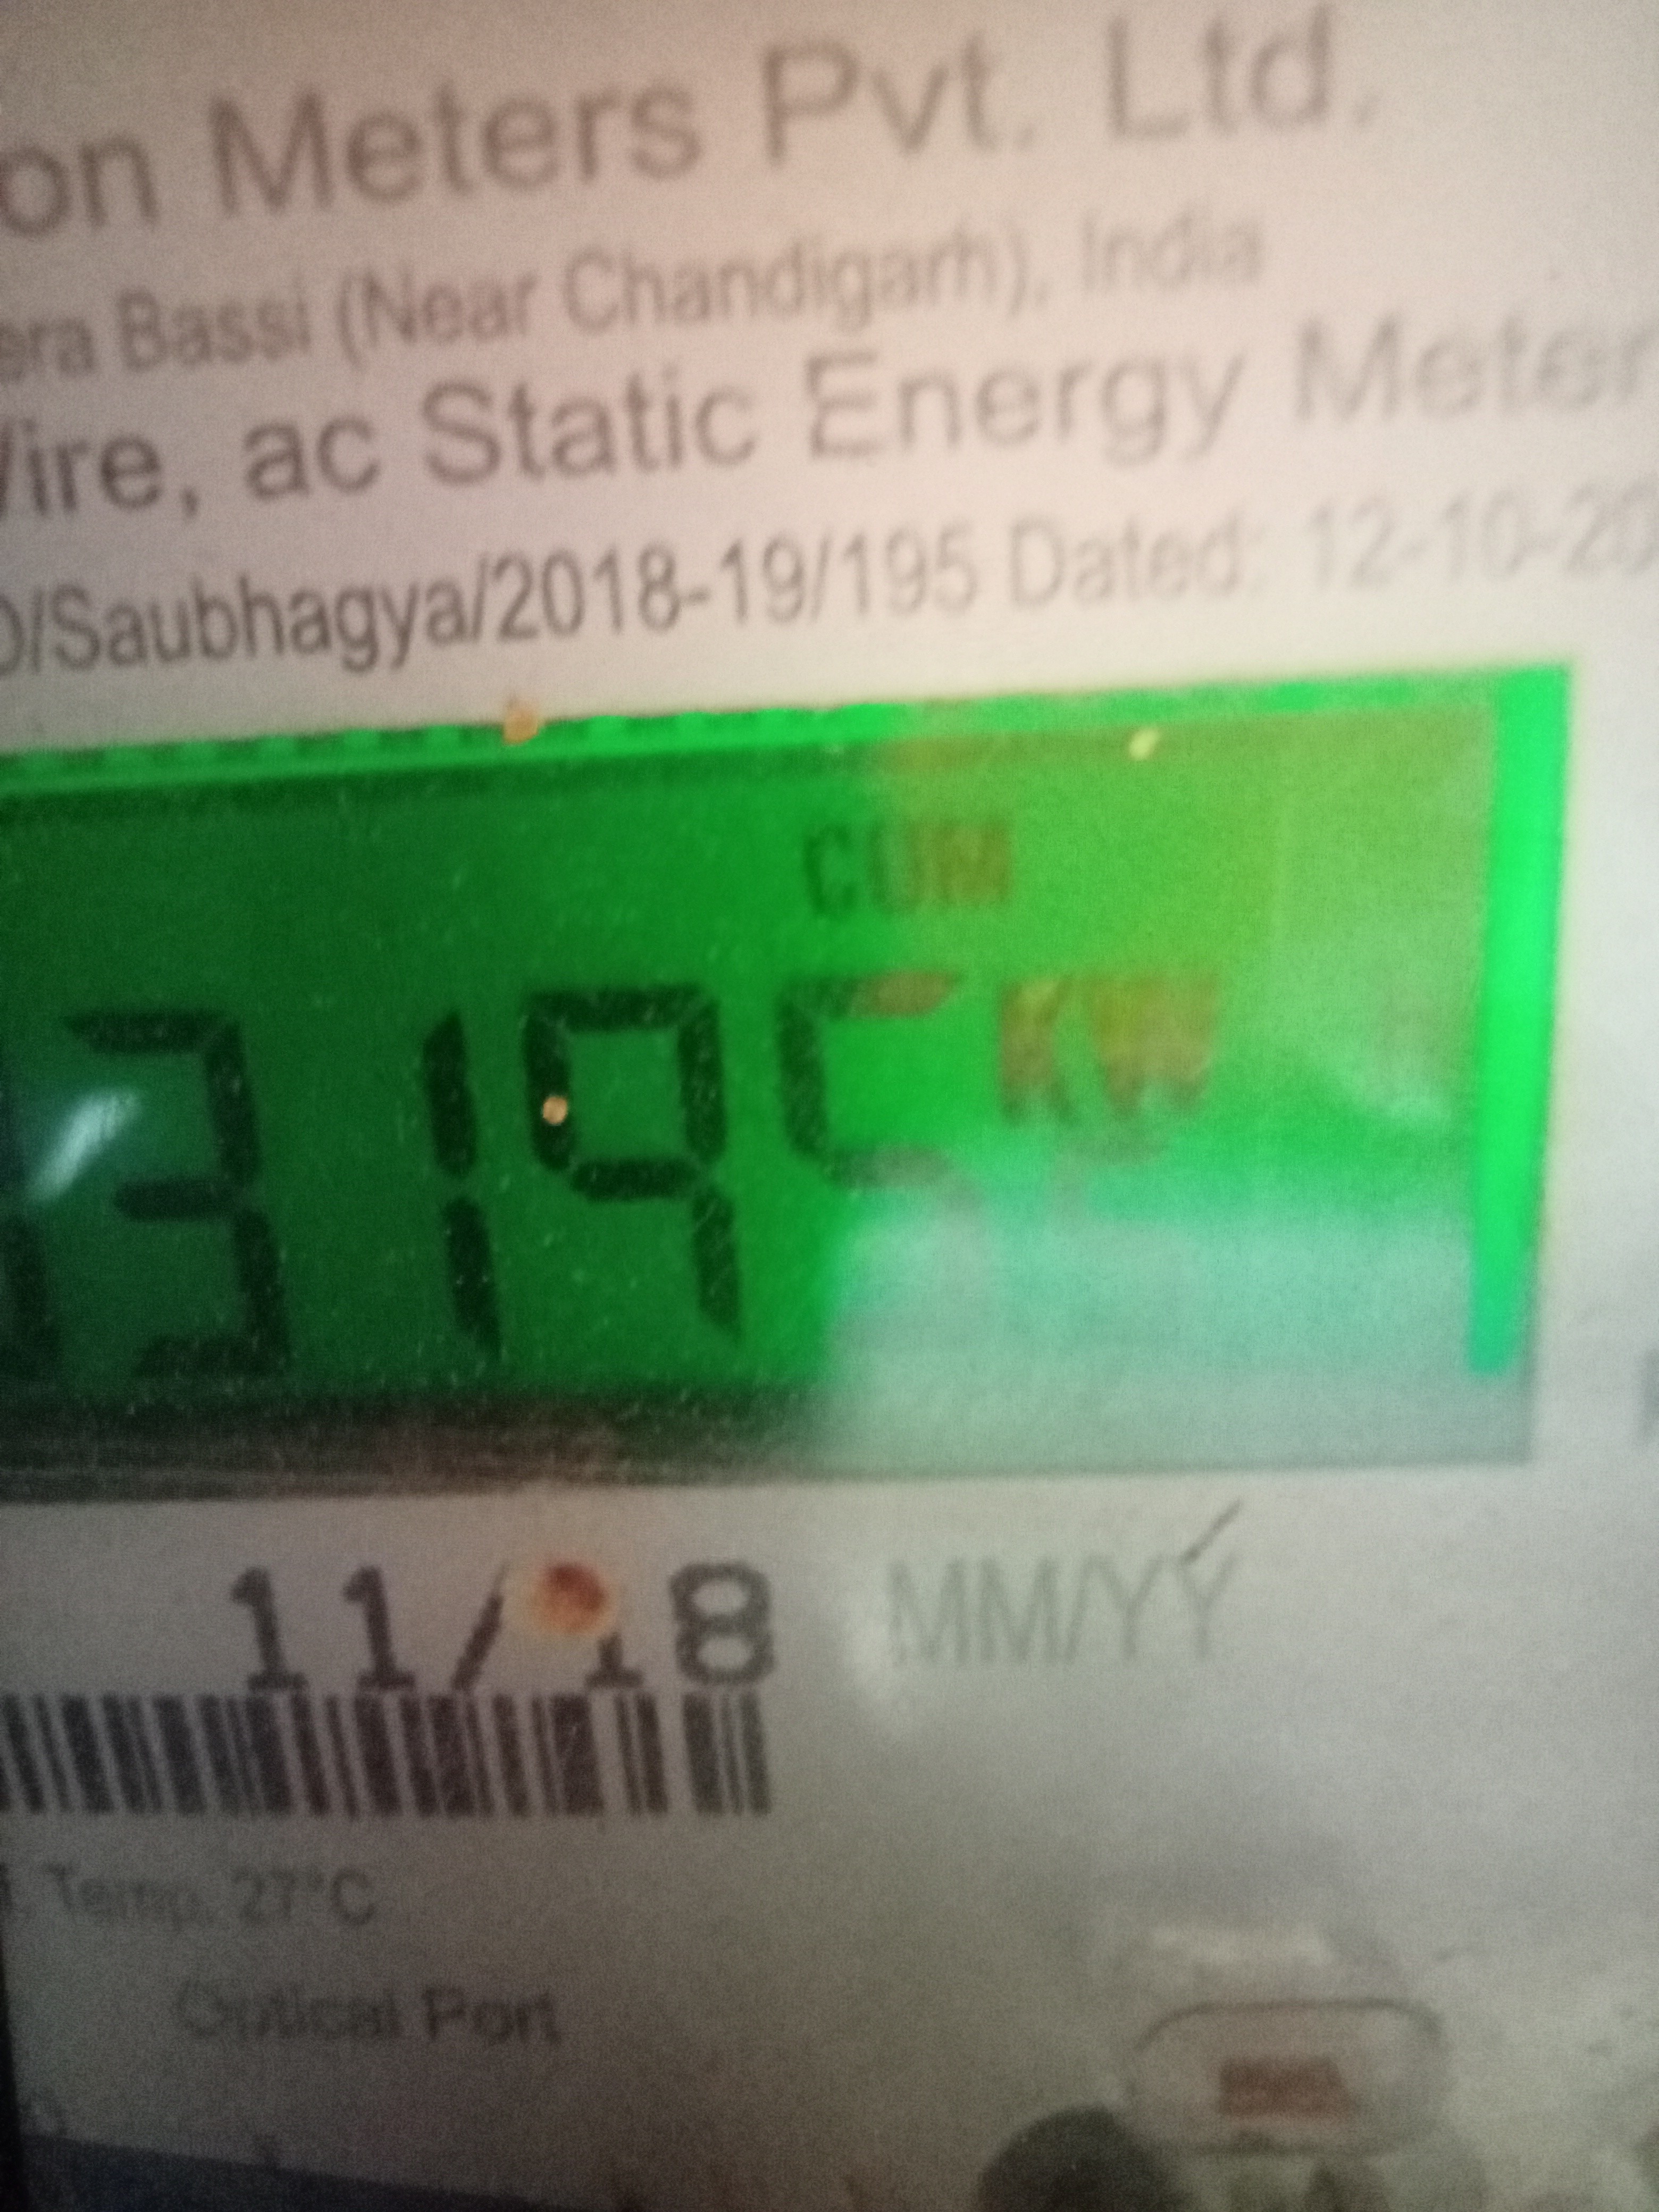 on Meters Pvt. Ltd.
era Bassi (Near Chandigarh), India
Wire, ac Static Energy Meter
O/Saubhagya/2018-19/195 Dated: 12-10-20
CUM
3195 KW
11/18 MM/YY
Temp. 27°C
Optical Port